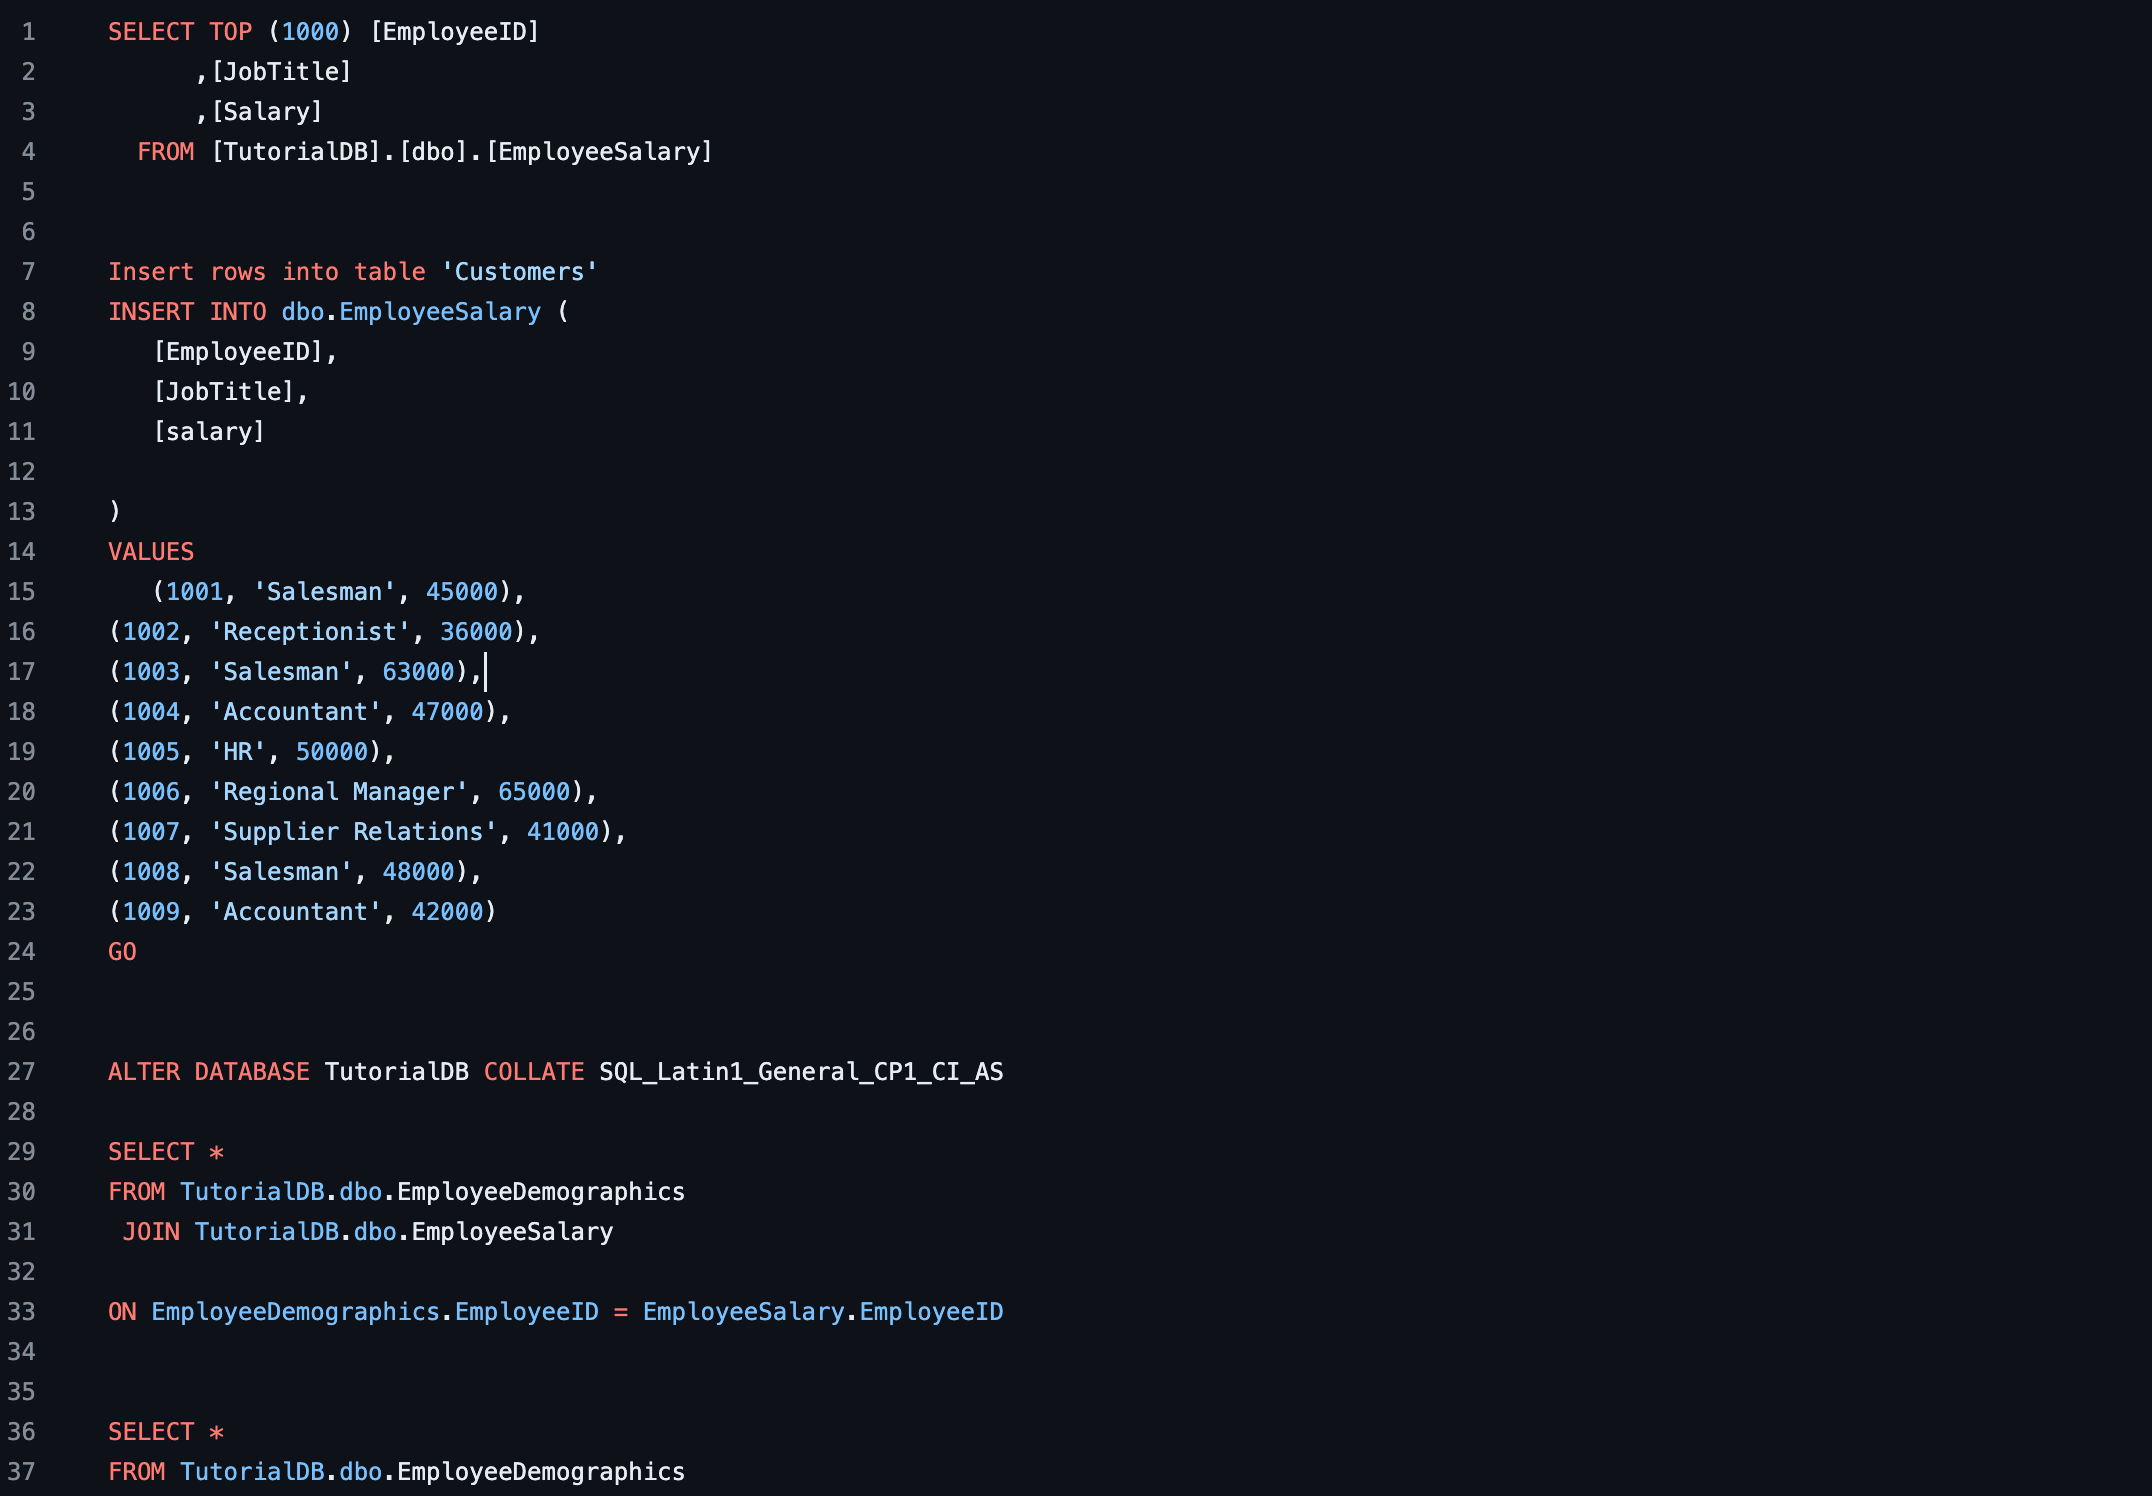 1 SELECT TOP (1000) [EmployeeID]
2 ,[JobTitle]
3 ,[Salary]
4 FROM [TutorialDB].[dbo].[EmployeeSalary]
5
6
7 Insert rows into table 'Customers'
8 INSERT INTO dbo.EmployeeSalary (
9 [EmployeeID],
10 [JobTitle],
11 [salary]
12
13 )
14 VALUES
15 (1001, 'Salesman', 45000),
16 (1002, 'Receptionist', 36000),
17 (1003, 'Salesman', 63000),
18 (1004, 'Accountant', 47000),
19 (1005, 'HR', 50000),
20 (1006, 'Regional Manager', 65000),
21 (1007, 'Supplier Relations', 41000),
22 (1008, 'Salesman', 48000),
23 (1009, 'Accountant', 42000)
24 GO
25
26
27 ALTER DATABASE TutorialDB COLLATE SQL_Latin1_General_CP1_CI_AS
28
29 SELECT *
30 FROM TutorialDB.dbo.EmployeeDemographics
31 JOIN TutorialDB.dbo.EmployeeSalary
32
33 ON EmployeeDemographics.EmployeeID = EmployeeSalary.EmployeeID
34
35
36 SELECT *
37 FROM TutorialDB.dbo.EmployeeDemographics